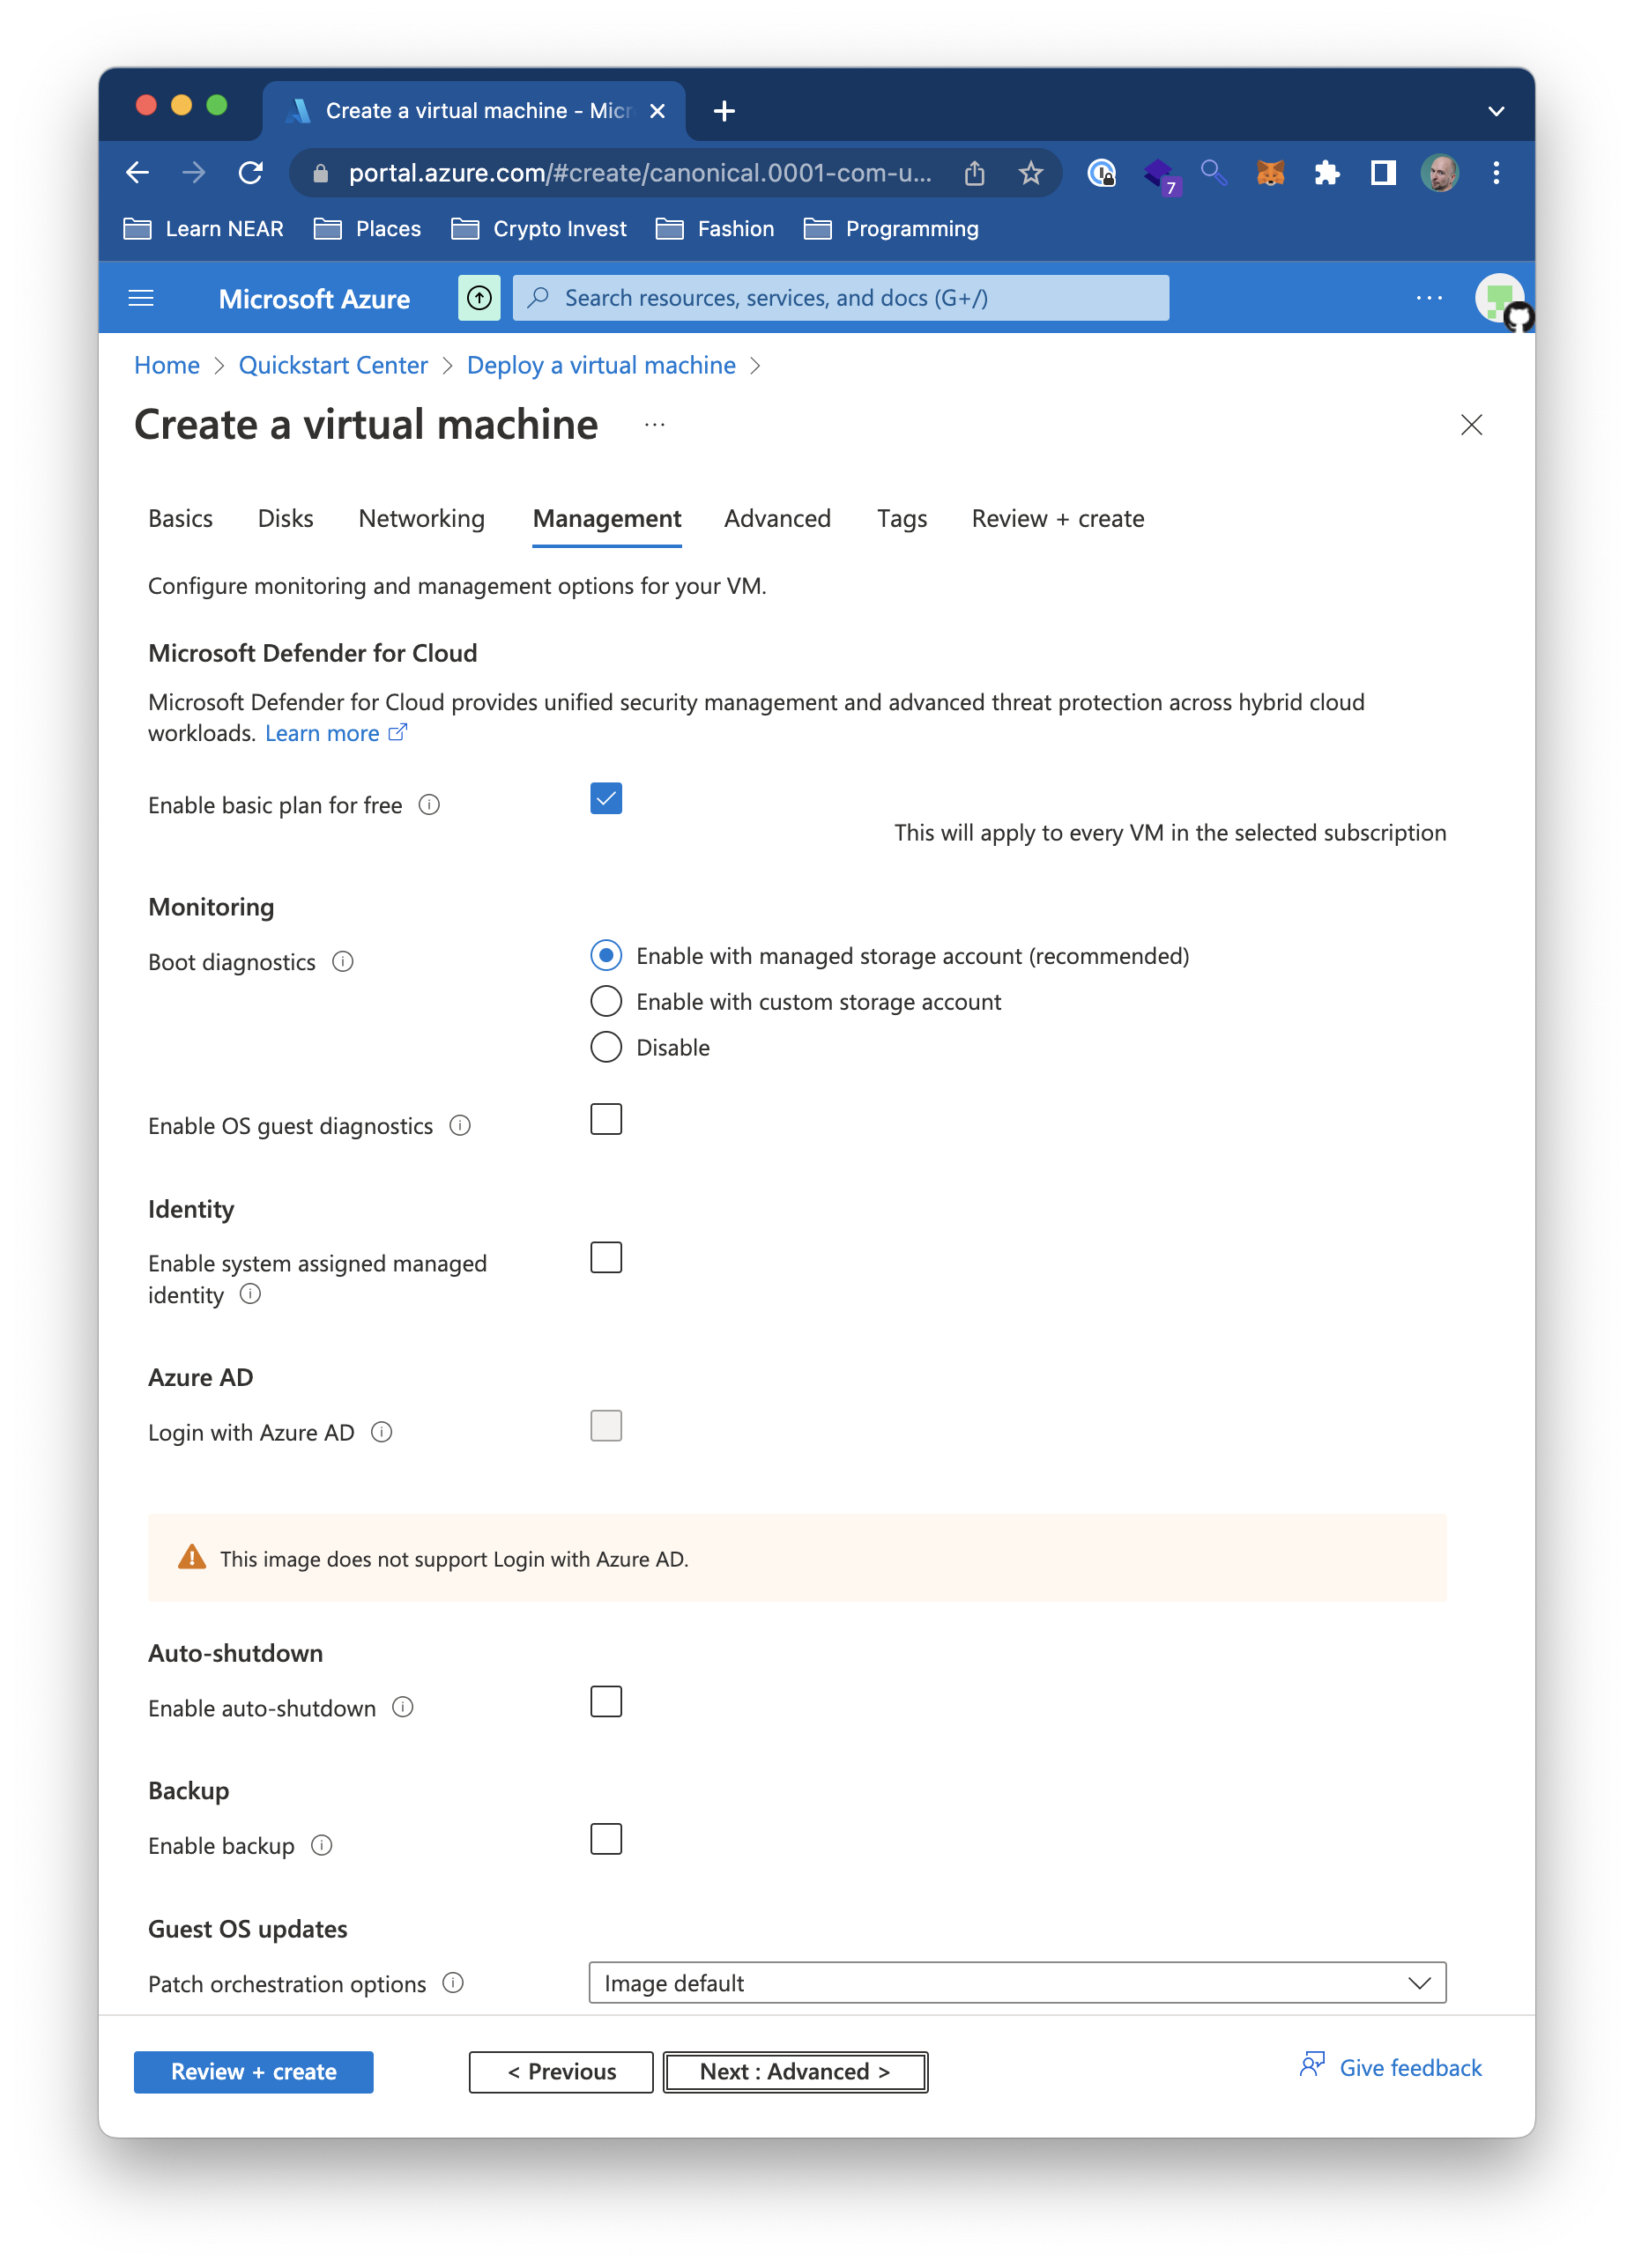 Create a virtual machine - Micr
portal.azure.com/#create/canonical.0001-com-u...
7
Learn NEAR Places Crypto Invest Fashion Programming
Microsoft Azure Search resources, services, and docs (G+/)
Home > Quickstart Center > Deploy a virtual machine >
Create a virtual machine ...
Basics Disks Networking Management Advanced Tags Review + create
Configure monitoring and management options for your VM.
Microsoft Defender for Cloud
Microsoft Defender for Cloud provides unified security management and advanced threat protection across hybrid cloud
workloads. Learn more
Enable basic plan for free
This will apply to every VM in the selected subscription
Monitoring
Boot diagnostics
Enable with managed storage account (recommended)
Enable with custom storage account
Disable
Enable OS guest diagnostics
Identity
Enable system assigned managed
identity
Azure AD
Login with Azure AD
This image does not support Login with Azure AD.
Auto-shutdown
Enable auto-shutdown
Backup
Enable backup
Guest OS updates
Patch orchestration options Image default
Review + create < Previous Next : Advanced > Give feedback